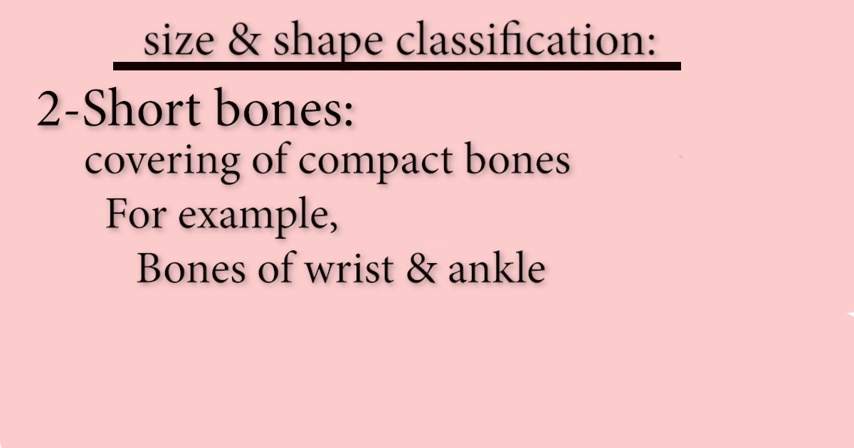 size & shape classification:
2-Short bones:
covering of compact bones
For example,
Bones of wrist & ankle